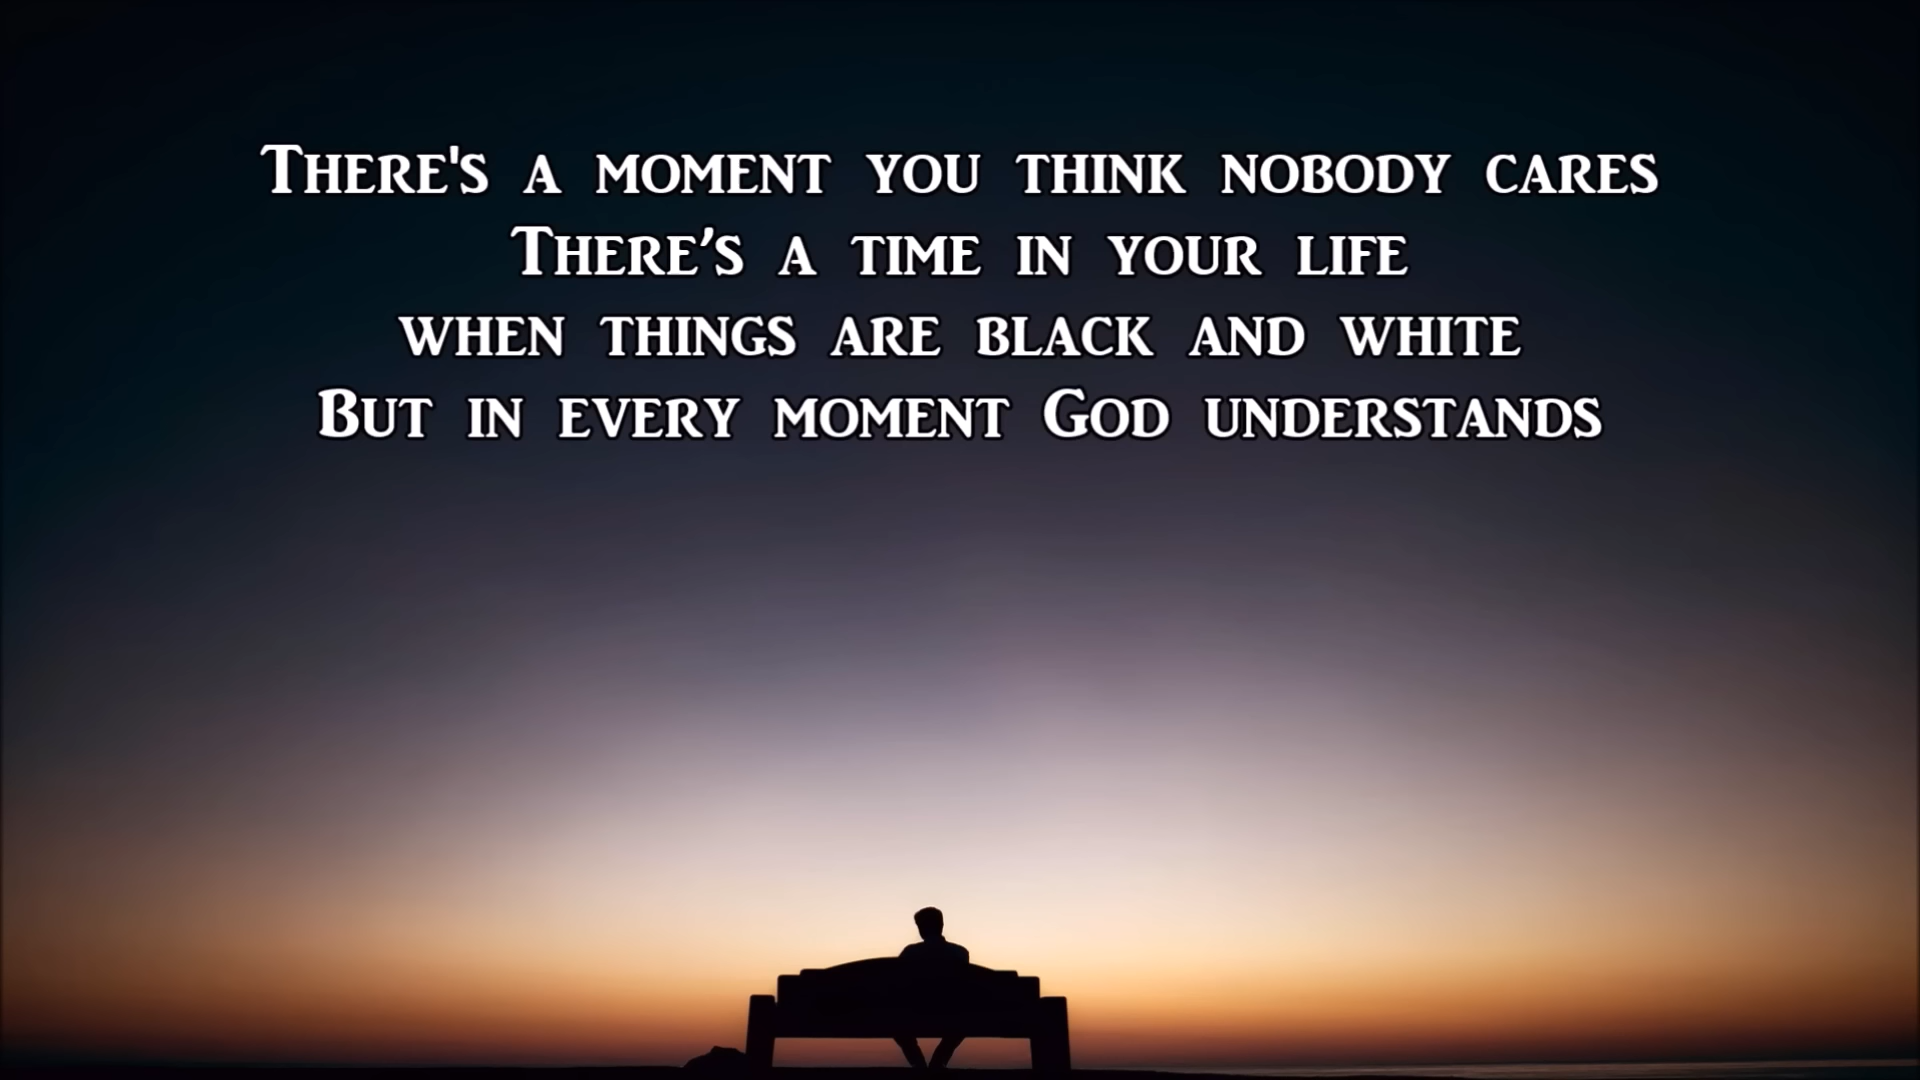 There's a moment you think nobody cares
There’s a time in your life
when things are black and white
But in every moment God understands